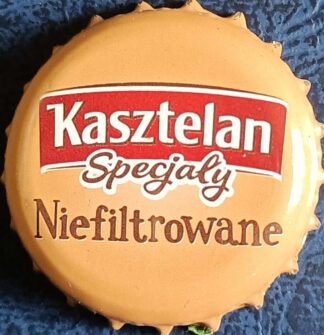 Kasztelan
Specjały
Niefiltrowane